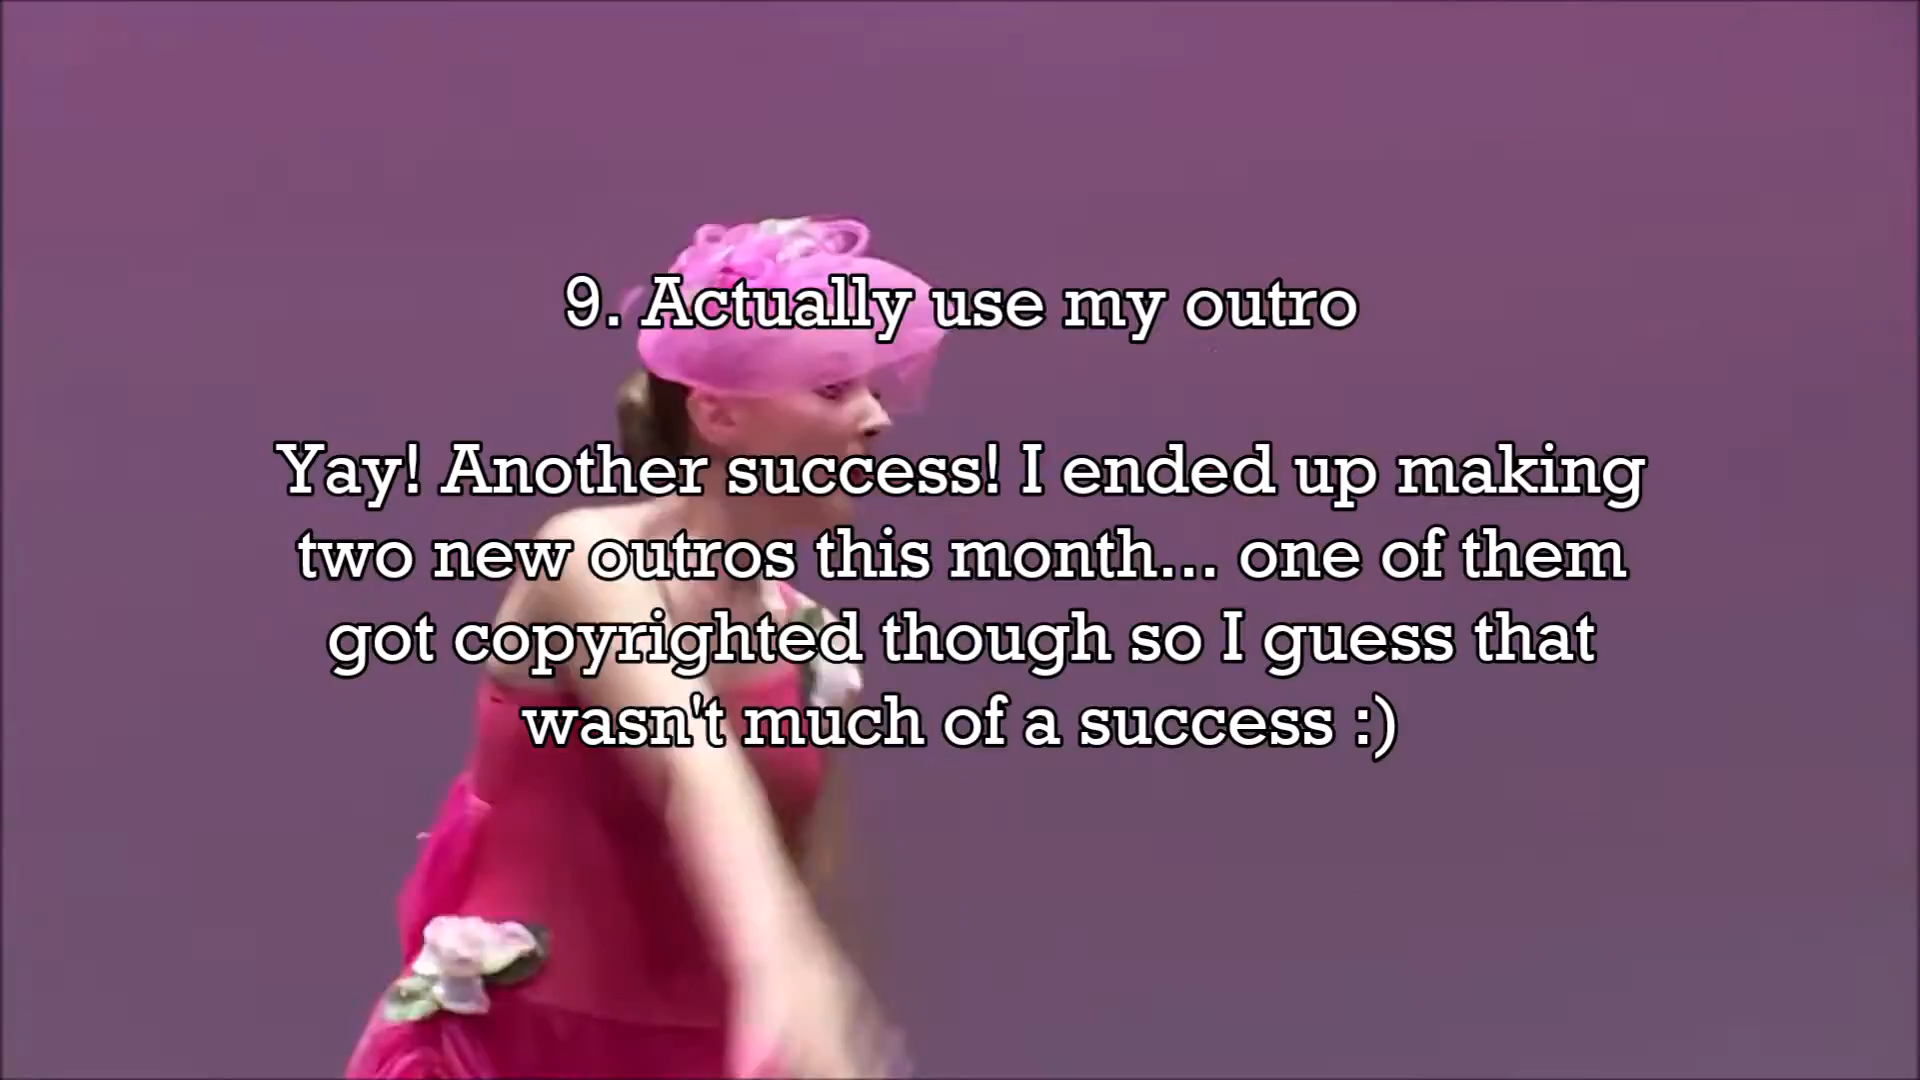 9. Actually use my outro
Yay! Another success! I ended up making
two new outros this month... one of them
got copyrighted though so I guess that
wasn't much of a success :)